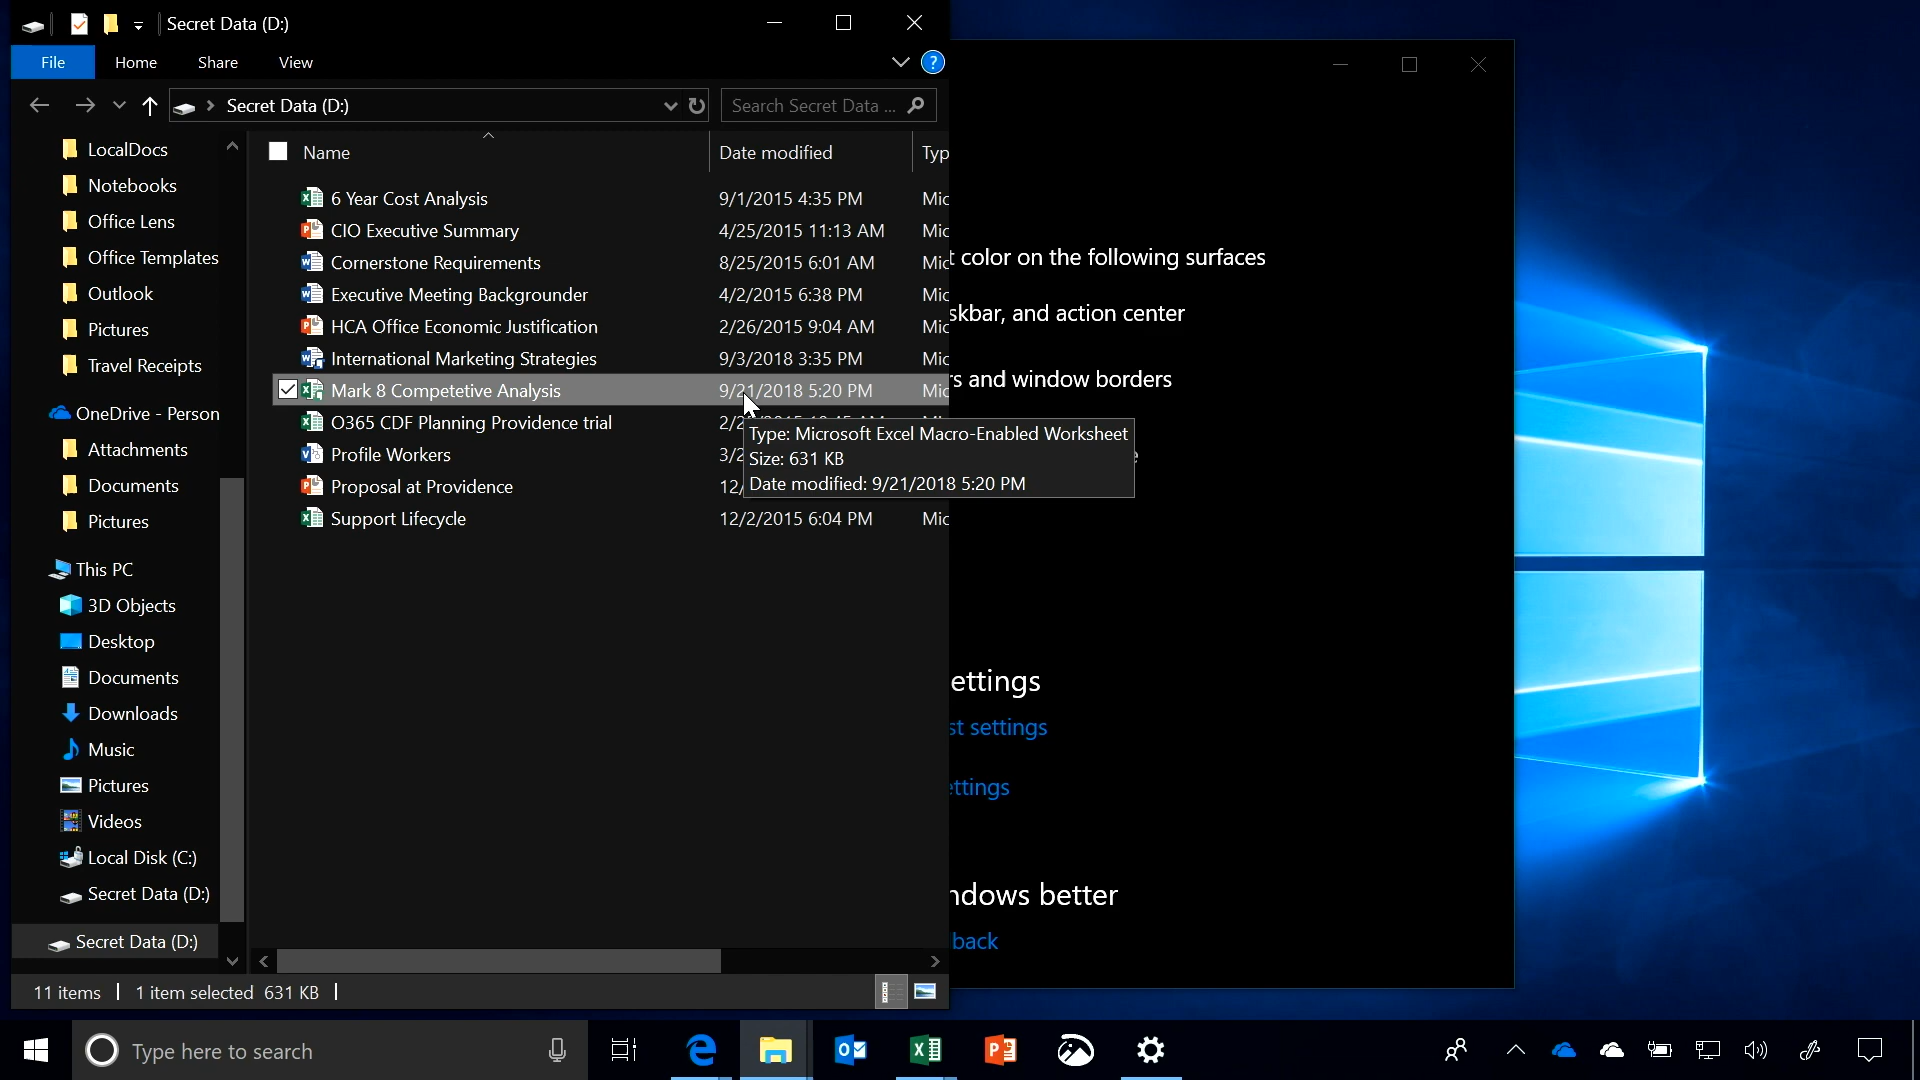 Secret Data (D:)
File Home Share View
Secret Data (D:) Search Secret Data ...
LocalDocs
Notebooks
Office Lens
Office Templates
Outlook
Pictures
Travel Receipts
OneDrive - Person
Attachments
Documents
Pictures
This PC
3D Objects
Desktop
Documents
Downloads
Music
Pictures
Videos
Local Disk (C:)
Secret Data (D:)
Secret Data (D:)
Name Date modified Typ
6 Year Cost Analysis 9/1/2015 4:35 PM Mic
CIO Executive Summary 4/25/2015 11:13 AM Mic
Cornerstone Requirements 8/25/2015 6:01 AM Mic
Executive Meeting Backgrounder 4/2/2015 6:38 PM Mic
HCA Office Economic Justification 2/26/2015 9:04 AM Mic
International Marketing Strategies 9/3/2018 3:35 PM Mic
Mark 8 Competetive Analysis 9/21/2018 5:20 PM Mic
O365 CDF Planning Providence trial
Profile Workers
Proposal at Providence
Support Lifecycle 12/2/2015 6:04 PM Mic
Type: Microsoft Excel Macro-Enabled Worksheet
Size: 631 KB
Date modified: 9/21/2018 5:20 PM
11 items 1 item selected 631 KB
color on the following surfaces
skbar, and action center
rs and window borders
ettings
st settings
ettings
ndows better
back
Type here to search